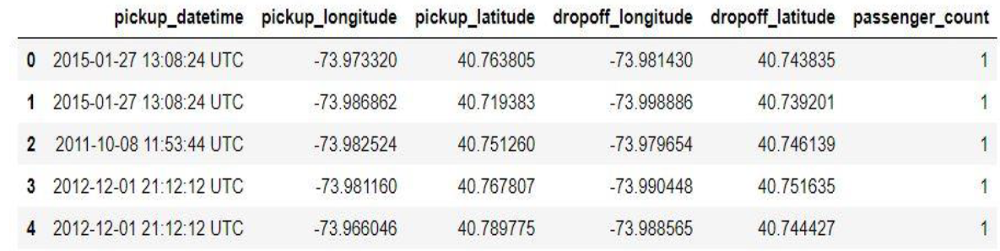 pickup_datetime pickup_longitude pickup_latitude dropoff_longitude dropoff_latitude passenger_count
0 2015-01-27 13:08:24 UTC -73.973320 40.763805 -73.981430 40.743835 1
1 2015-01-27 13:08:24 UTC -73.986862 40.719383 -73.998886 40.739201 1
2 2011-10-08 11:53:44 UTC -73.982524 40.751260 -73.979654 40.746139 1
3 2012-12-01 21:12:12 UTC -73.981160 40.767807 -73.990448 40.751635 1
4 2012-12-01 21:12:12 UTC -73.966046 40.789775 -73.988565 40.744427 1